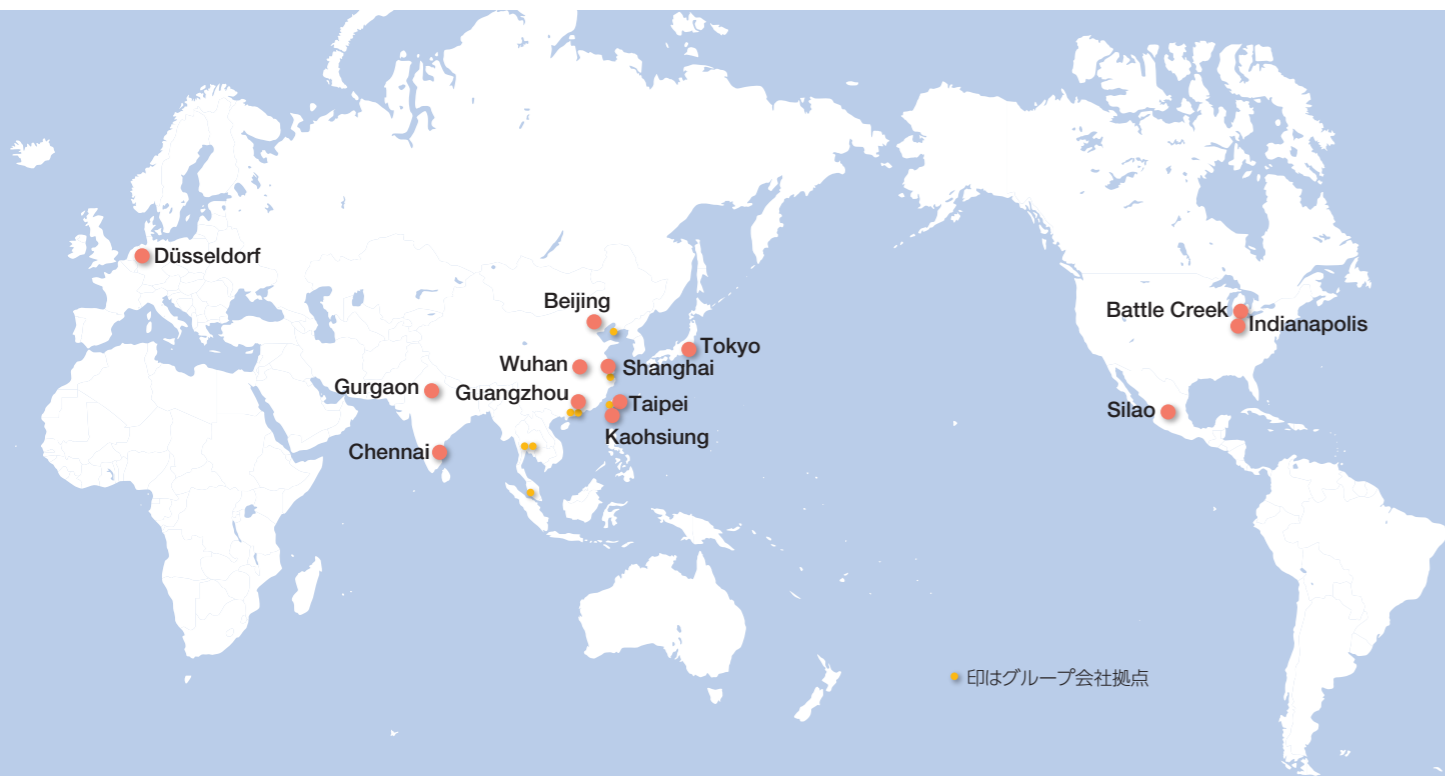 Düsseldorf
Beijing
Tokyo
Wuhan
Shanghai
Gurgaon
Guangzhou
Taipei
Kaohsiung
Chennai
Battle Creek
Indianapolis
Silao
印はグループ会社拠点